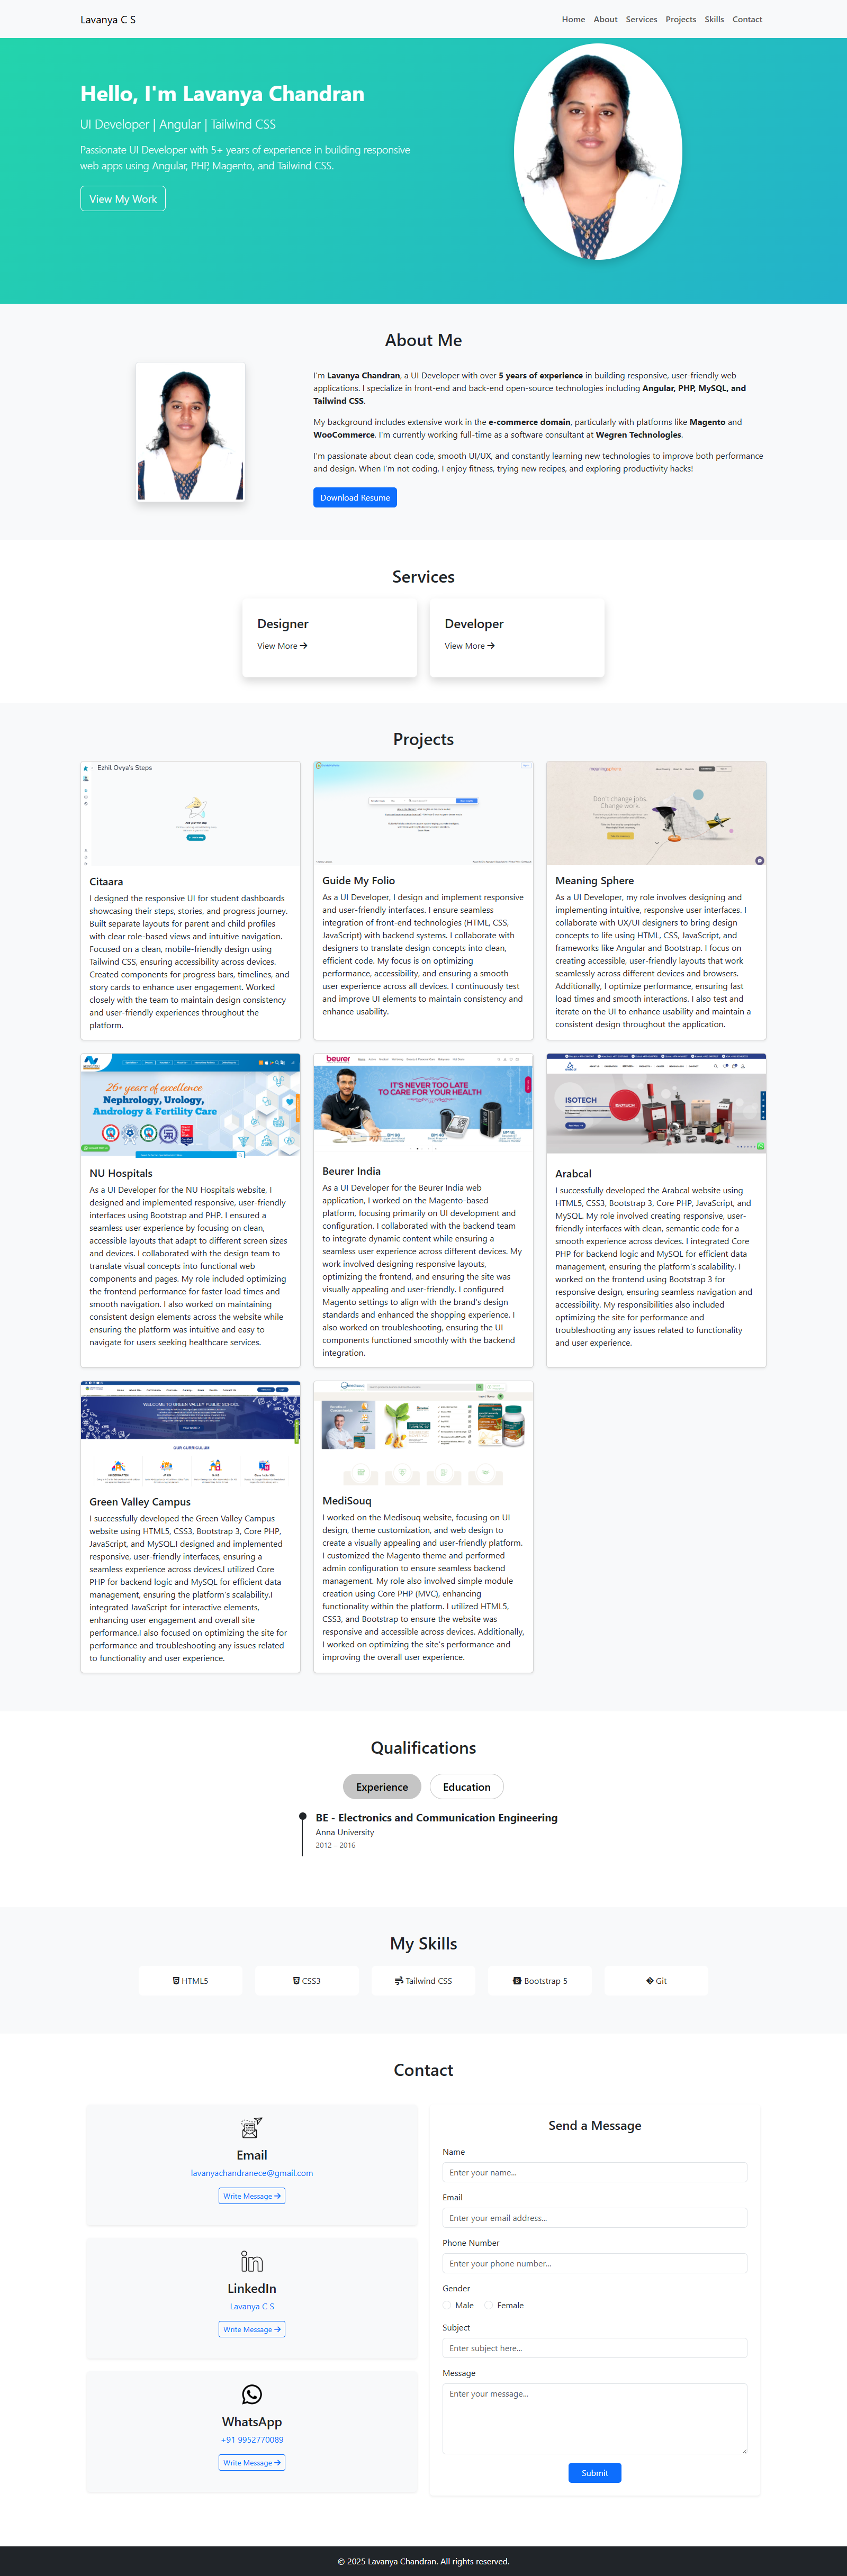 Lavanya C S
Home About Services Projects Skills Contact
Hello, I'm Lavanya Chandran
UI Developer | Angular | Tailwind CSS
Passionate UI Developer with 5+ years of experience in building responsive
web apps using Angular, PHP, Magento, and Tailwind CSS.
View My Work
About Me
I'm Lavanya Chandran, a UI Developer with over 5 years of experience in building responsive, user-friendly web
applications. I specialize in front-end and back-end open-source technologies including Angular, PHP, MySQL, and
Tailwind CSS.
My background includes extensive work in the e-commerce domain, particularly with platforms like Magento and
WooCommerce. I'm currently working full-time as a software consultant at Wegren Technologies.
I'm passionate about clean code, smooth UI/UX, and constantly learning new technologies to improve both performance
and design. When I'm not coding, I enjoy fitness, trying new recipes, and exploring productivity hacks!
Download Resume
Services
Designer
View More →
Developer
View More →
Projects
Ezhil Ovya's Steps
Citaara
I designed the responsive UI for student dashboards
showcasing their steps, stories, and progress journey.
Built separate layouts for parent and child profiles
with clear role-based views and intuitive navigation.
Focused on a clean, mobile-friendly design using
Tailwind CSS, ensuring accessibility across devices.
Created components for progress bars, timelines, and
story cards to enhance user engagement. Worked
closely with the team to maintain design consistency
and user-friendly experiences throughout the
platform.
Guide My Folio
As a UI Developer, I design and implement responsive
and user-friendly interfaces. I ensure seamless
integration of front-end technologies (HTML, CSS,
JavaScript) with backend systems. I collaborate with
designers to translate design concepts into clean,
efficient code. My focus is on optimizing
performance, accessibility, and ensuring a smooth
user experience across all devices. I continuously test
and improve UI elements to maintain consistency and
enhance usability.
meaningsphere
Don't change jobs.
Change work.
Meaning Sphere
As a UI Developer, my role involves designing and
implementing intuitive, responsive user interfaces. I
collaborate with UX/UI designers to bring design
concepts to life using HTML, CSS, JavaScript, and
frameworks like Angular and Bootstrap. I focus on
creating accessible, user-friendly layouts that work
seamlessly across different devices and browsers.
Additionally, I optimize performance, ensuring fast
load times and smooth interactions. I also test and
iterate on the UI to enhance usability and maintain a
consistent design throughout the application.
26+ years of excellence
Nephrology, Urology,
Andrology & Fertility Care
NU Hospitals
As a UI Developer for the NU Hospitals website, I
designed and implemented responsive, user-friendly
interfaces using Bootstrap and PHP. I ensured a
seamless user experience by focusing on clean,
accessible layouts that adapt to different screen sizes
and devices. I collaborated with the design team to
translate visual concepts into functional web
components and pages. My role included optimizing
the frontend performance for faster load times and
smooth navigation. I also worked on maintaining
consistent design elements across the website while
ensuring the platform was intuitive and easy to
navigate for users seeking healthcare services.
beurer
IT'S NEVER TOO LATE
TO CARE FOR YOUR HEALTH
Beurer India
As a UI Developer for the Beurer India web
application, I worked on the Magento-based
platform, focusing primarily on UI development and
configuration. I collaborated with the backend team
to integrate dynamic content while ensuring a
seamless user experience across different devices. My
work involved designing responsive layouts,
optimizing the frontend, and ensuring the site was
visually appealing and user-friendly. I configured
Magento settings to align with the brand's design
standards and enhanced the shopping experience. I
also worked on troubleshooting, ensuring the UI
components functioned smoothly with the backend
integration.
ISOTECH
ISOTECH
Arabcal
I successfully developed the Arabcal website using
HTML5, CSS3, Bootstrap 3, Core PHP, JavaScript, and
MySQL. My role involved creating responsive, user-
friendly interfaces with clean, semantic code for a
smooth experience across devices. I integrated Core
PHP for backend logic and MySQL for efficient data
management, ensuring the platform's scalability. I
worked on the frontend using Bootstrap 3 for
responsive design, ensuring seamless navigation and
accessibility. My responsibilities also included
optimizing the site for performance and
troubleshooting any issues related to functionality
and user experience.
WELCOME TO GREEN VALLEY PUBLIC SCHOOL
OUR CURRICULUM
Green Valley Campus
I successfully developed the Green Valley Campus
website using HTML5, CSS3, Bootstrap 3, Core PHP,
JavaScript, and MySQL.I designed and implemented
responsive, user-friendly interfaces, ensuring a
seamless experience across devices.I utilized Core
PHP for backend logic and MySQL for efficient data
management, ensuring the platform's scalability.I
integrated JavaScript for interactive elements,
enhancing user engagement and overall site
performance.I also focused on optimizing the site for
performance and troubleshooting any issues related
to functionality and user experience.
MediSouq
I worked on the Medisouq website, focusing on UI
design, theme customization, and web design to
create a visually appealing and user-friendly platform.
I customized the Magento theme and performed
admin configuration to ensure seamless backend
management. My role also involved simple module
creation using Core PHP (MVC), enhancing
functionality within the platform. I utilized HTML5,
CSS3, and Bootstrap to ensure the website was
responsive and accessible across devices. Additionally,
I worked on optimizing the site's performance and
improving the overall user experience.
Qualifications
Experience Education
BE - Electronics and Communication Engineering
Anna University
2012 – 2016
My Skills
HTML5 CSS3 Tailwind CSS Bootstrap 5 Git
Contact
Email
lavanyachandranece@gmail.com
Write Message →
LinkedIn
Lavanya C S
Write Message →
WhatsApp
+91 9952770089
Write Message →
Send a Message
Name
Enter your name...
Email
Enter your email address...
Phone Number
Enter your phone number...
Gender
Male Female
Subject
Enter subject here...
Message
Enter your message...
Submit
© 2025 Lavanya Chandran. All rights reserved.